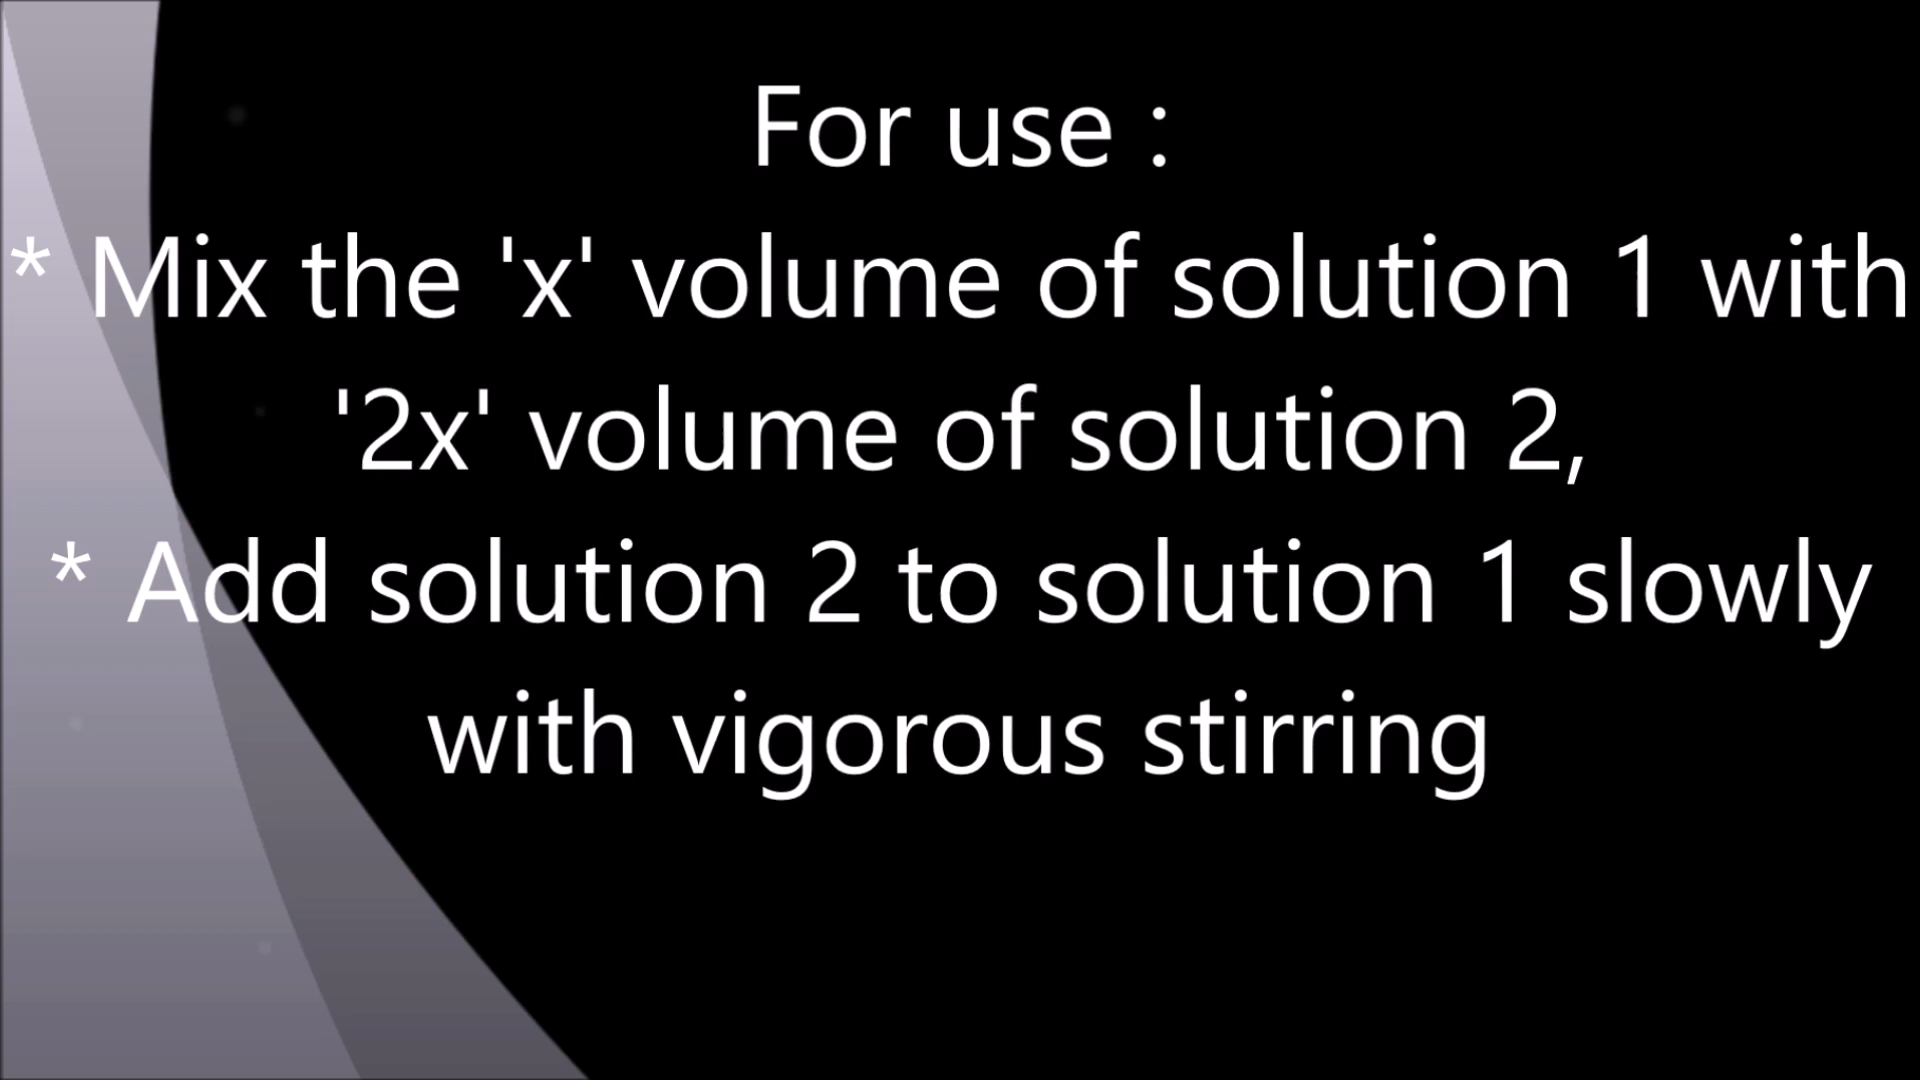 For use :
* Mix the 'x' volume of solution 1 with
'2x' volume of solution 2,
* Add solution 2 to solution 1 slowly
with vigorous stirring